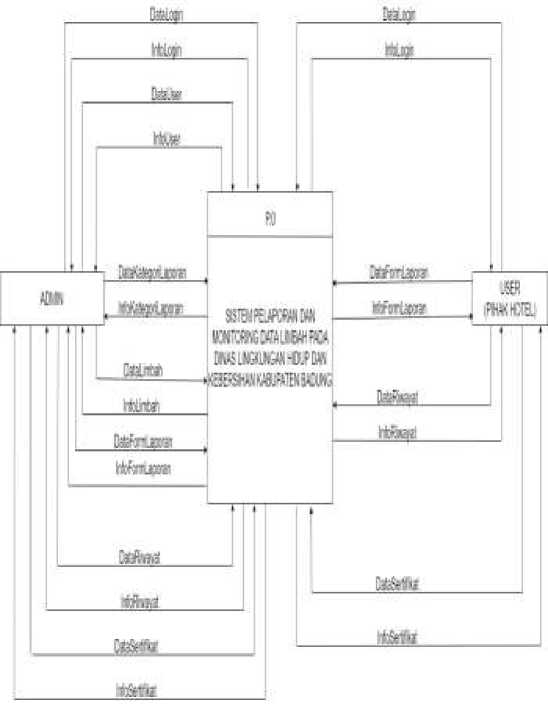 DataLogin
DataLogin
InfoLogin
InfoLogin
DataUser
InfoUser
P.0
DataKategoriLaporan
DataFormLaporan
ADMIN
USER
(PIHAK HOTEL)
InfoKategoriLaporan
InfoFormLaporan
SISTEM PELAPORAN DAN
MONITORING DATA LIMBAH PADA
DINAS LINGKUNGAN HIDUP DAN
KEBERSIHAN KABUPATEN BADUNG
DataLimbah
InfoLimbah
DataRiwayat
DataFormLaporan
InfoRiwayat
InfoFormLaporan
DataRiwayat
DataSertifikat
InfoRiwayat
InfoSertifikat
DataSertifikat
InfoSertifikat